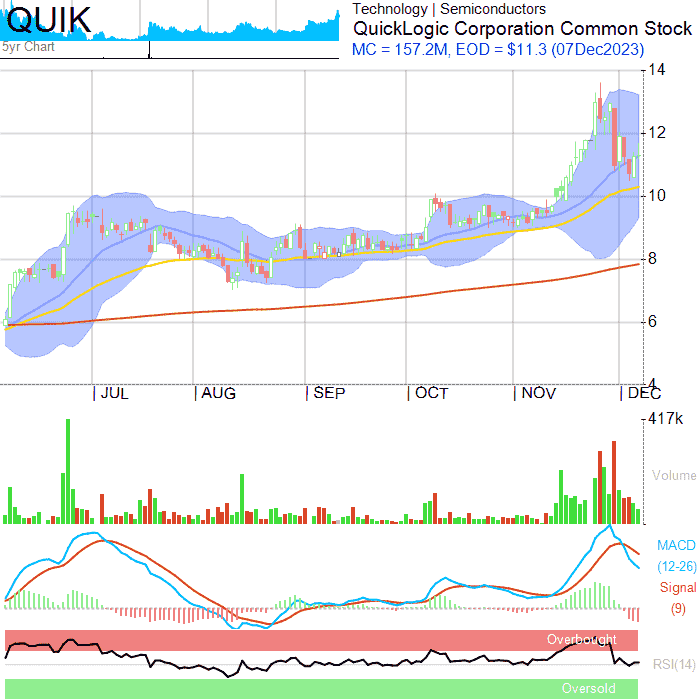 QUIK
Technology | Semiconductors
QuickLogic Corporation Common Stock
5yr Chart
MC = 157.2M, EOD = $11.3 (07Dec2023)
14
12
10
8
6
4
JUL AUG SEP OCT NOV DEC
417k
Volume
MACD
(12-26)
Signal
(9)
Overbought
RSI(14)
Oversold